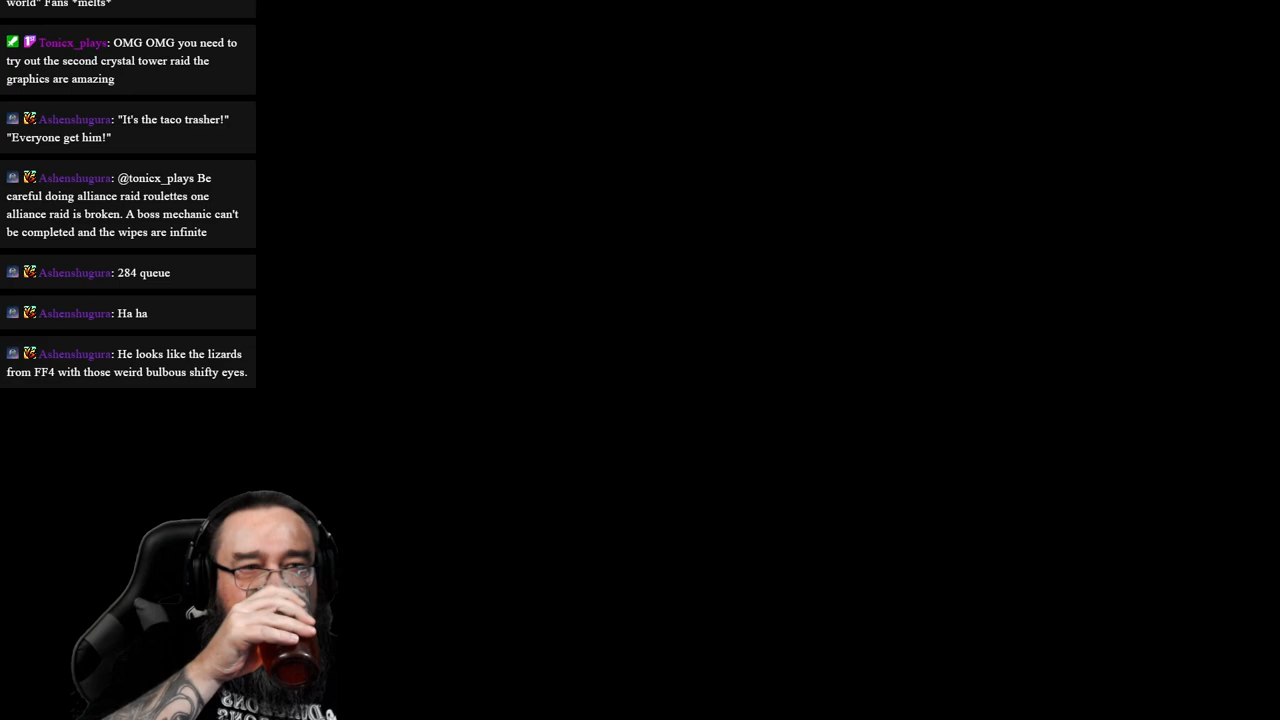 world" Fans *melts*
Tonicx_plays: OMG OMG you need to
try out the second crystal tower raid the
graphics are amazing
Ashenshugura: "It's the taco trasher!"
"Everyone get him!"
Ashenshugura: @tonicx_plays Be
careful doing alliance raid roulettes one
alliance raid is broken. A boss mechanic can't
be completed and the wipes are infinite
Ashenshugura: 284 queue
Ashenshugura: Ha ha
Ashenshugura: He looks like the lizards
from FF4 with those weird bulbous shifty eyes.